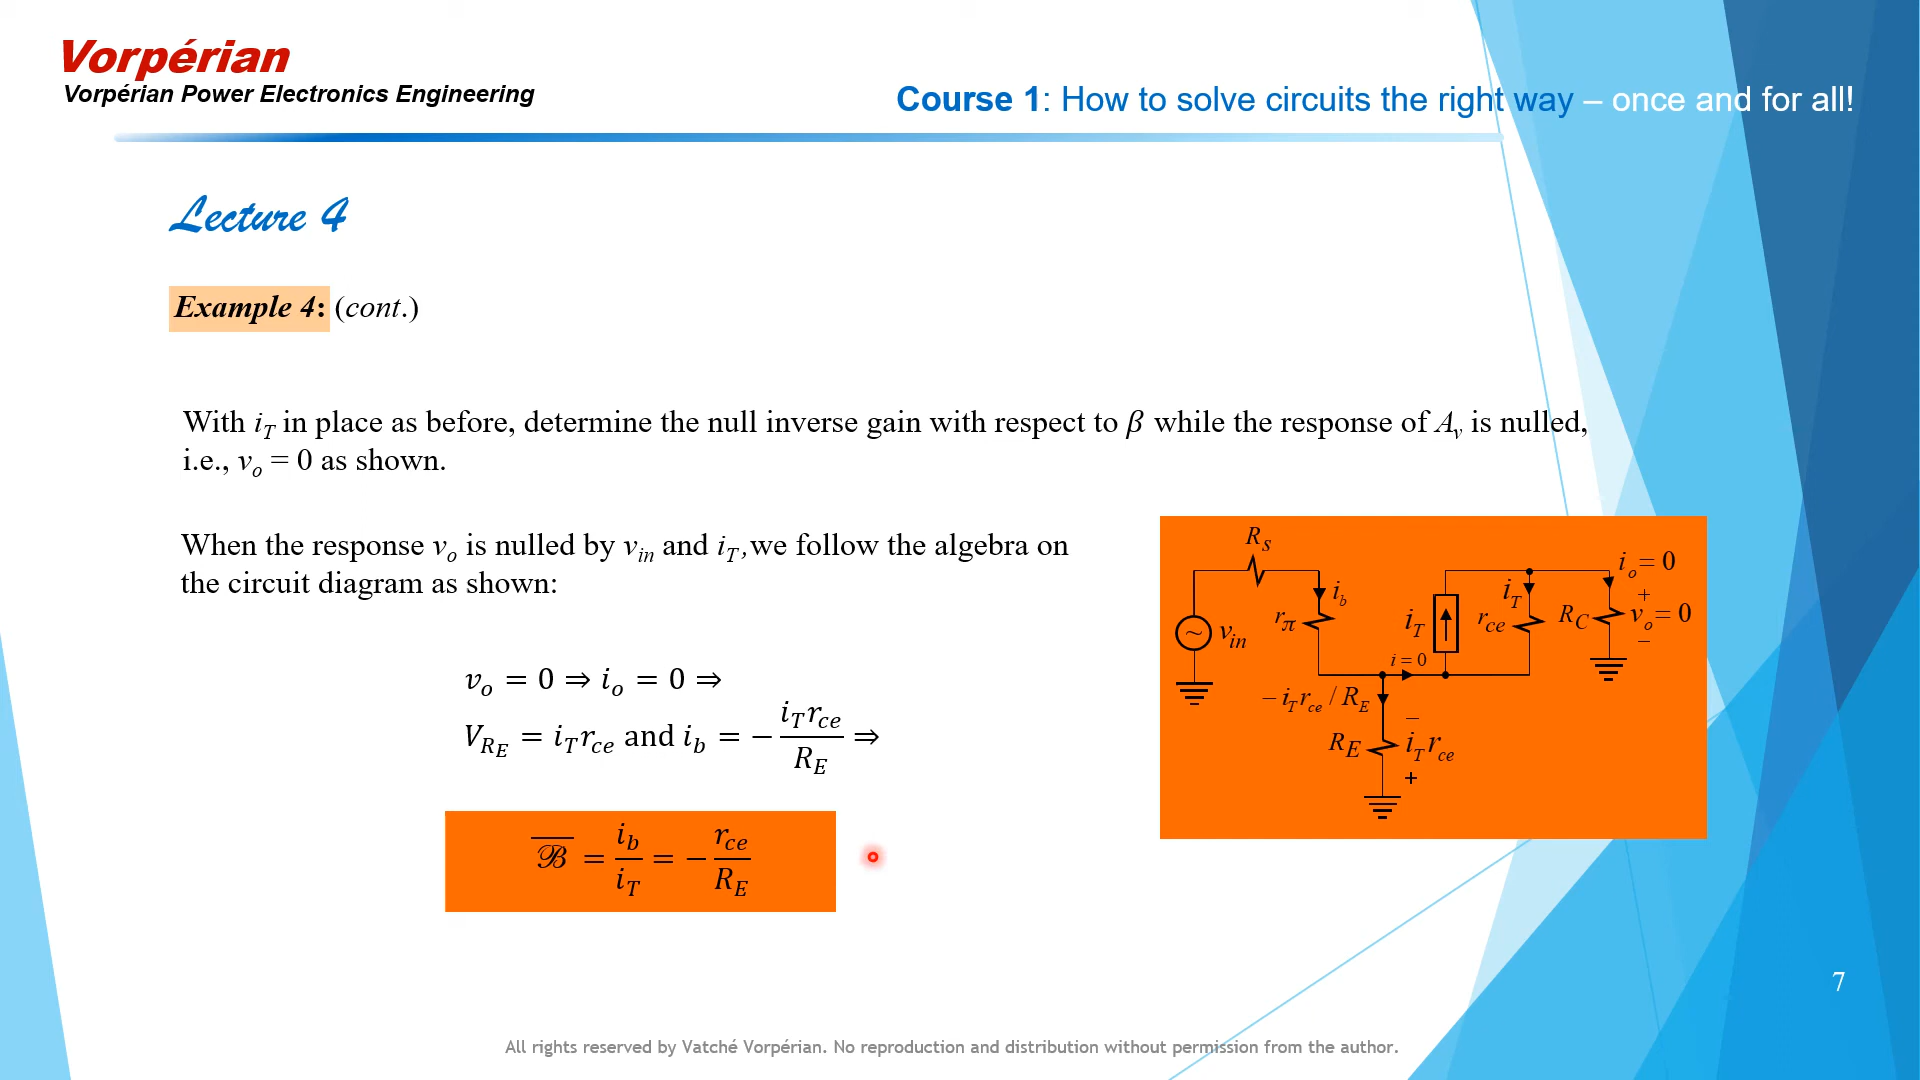 Vorpérian
Vorpérian Power Electronics Engineering
Course 1: How to solve circuits the right way – once and for all!
Lecture 4
Example 4: (cont.)
With i_T in place as before, determine the null inverse gain with respect to β while the response of A_v is nulled,
i.e., v_o = 0 as shown.
When the response v_o is nulled by v_in and i_T, we follow the algebra on
the circuit diagram as shown:
v_o = 0 ⇒ i_o = 0 ⇒
V_{R_E} = i_T r_ce and i_b = − i_T r_ce / R_E ⇒
ℬ̅ = i_b / i_T = − r_ce / R_E
R_S
i_o = 0
i_b
i_T
r_π
i_T
r_ce
R_C
+
v_o = 0
−
~
v_in
i = 0
− i_T r_ce / R_E
−
R_E
i_T r_ce
+
7
All rights reserved by Vatché Vorpérian. No reproduction and distribution without permission from the author.